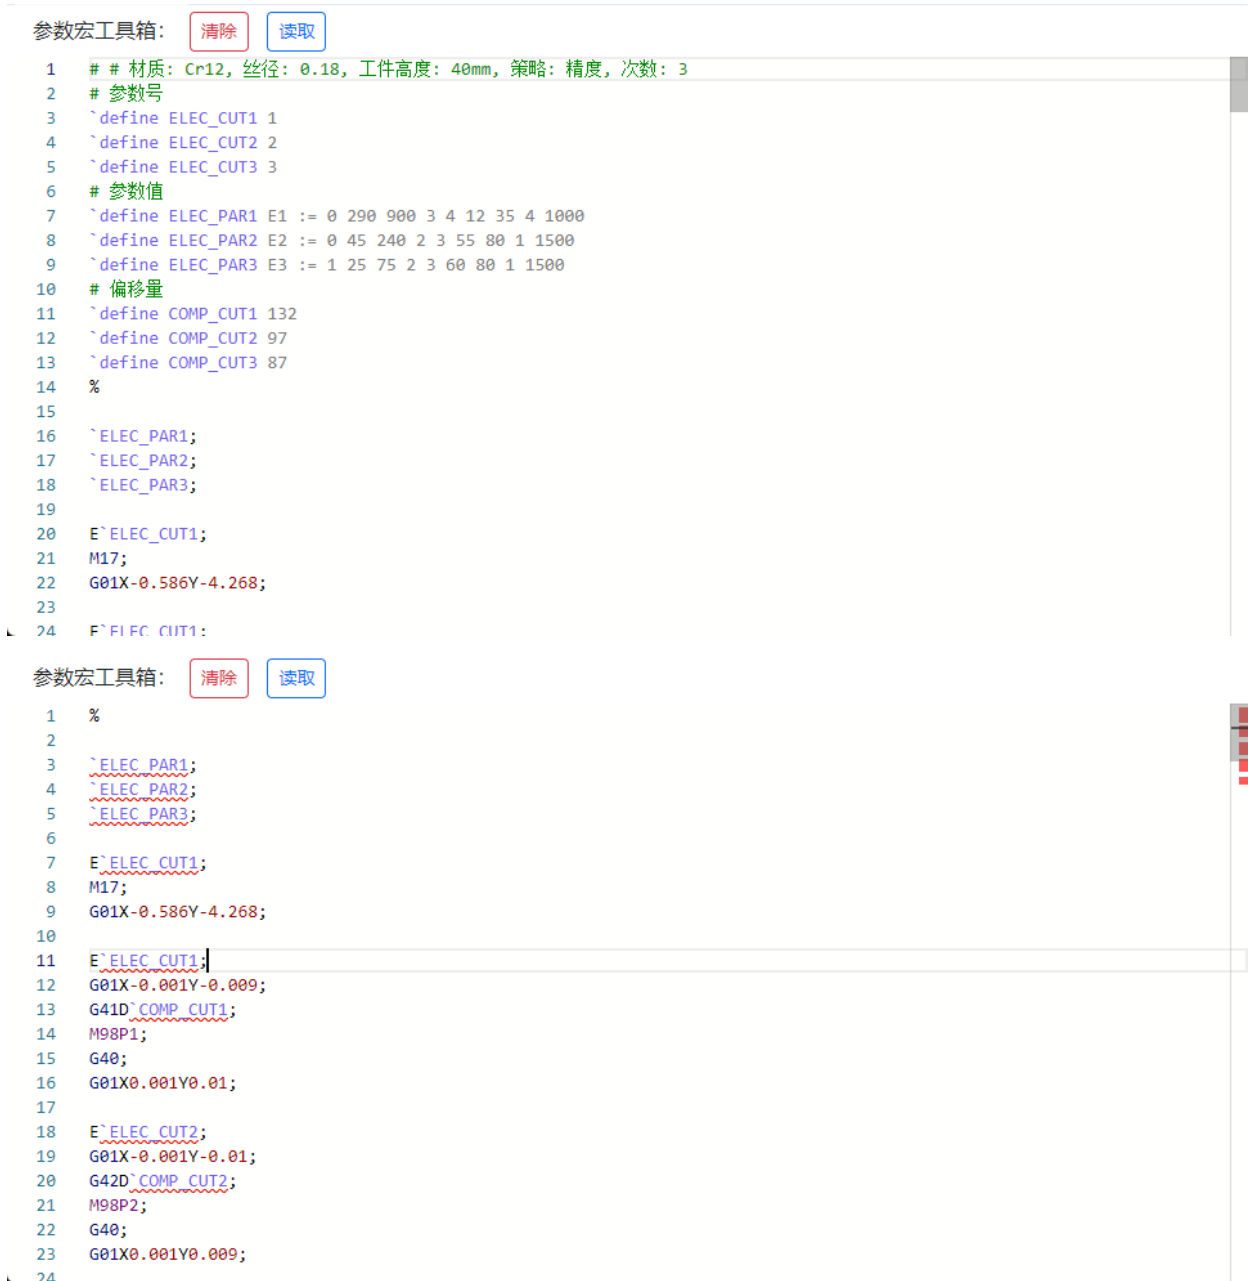 参数宏工具箱： 清除 读取
1 # # 材质: Cr12, 丝径: 0.18, 工件高度: 40mm, 策略: 精度, 次数: 3
2 # 参数号
3 `define ELEC_CUT1 1
4 `define ELEC_CUT2 2
5 `define ELEC_CUT3 3
6 # 参数值
7 `define ELEC_PAR1 E1 := 0 290 900 3 4 12 35 4 1000
8 `define ELEC_PAR2 E2 := 0 45 240 2 3 55 80 1 1500
9 `define ELEC_PAR3 E3 := 1 25 75 2 3 60 80 1 1500
10 # 偏移量
11 `define COMP_CUT1 132
12 `define COMP_CUT2 97
13 `define COMP_CUT3 87
14 %
15
16 `ELEC_PAR1;
17 `ELEC_PAR2;
18 `ELEC_PAR3;
19
20 E`ELEC_CUT1;
21 M17;
22 G01X-0.586Y-4.268;
23
24 E`ELEC_CUT1;
参数宏工具箱： 清除 读取
1 %
2
3 `ELEC_PAR1;
4 `ELEC_PAR2;
5 `ELEC_PAR3;
6
7 E`ELEC_CUT1;
8 M17;
9 G01X-0.586Y-4.268;
10
11 E`ELEC_CUT1;
12 G01X-0.001Y-0.009;
13 G41D`COMP_CUT1;
14 M98P1;
15 G40;
16 G01X0.001Y0.01;
17
18 E`ELEC_CUT2;
19 G01X-0.001Y-0.01;
20 G42D`COMP_CUT2;
21 M98P2;
22 G40;
23 G01X0.001Y0.009;
24